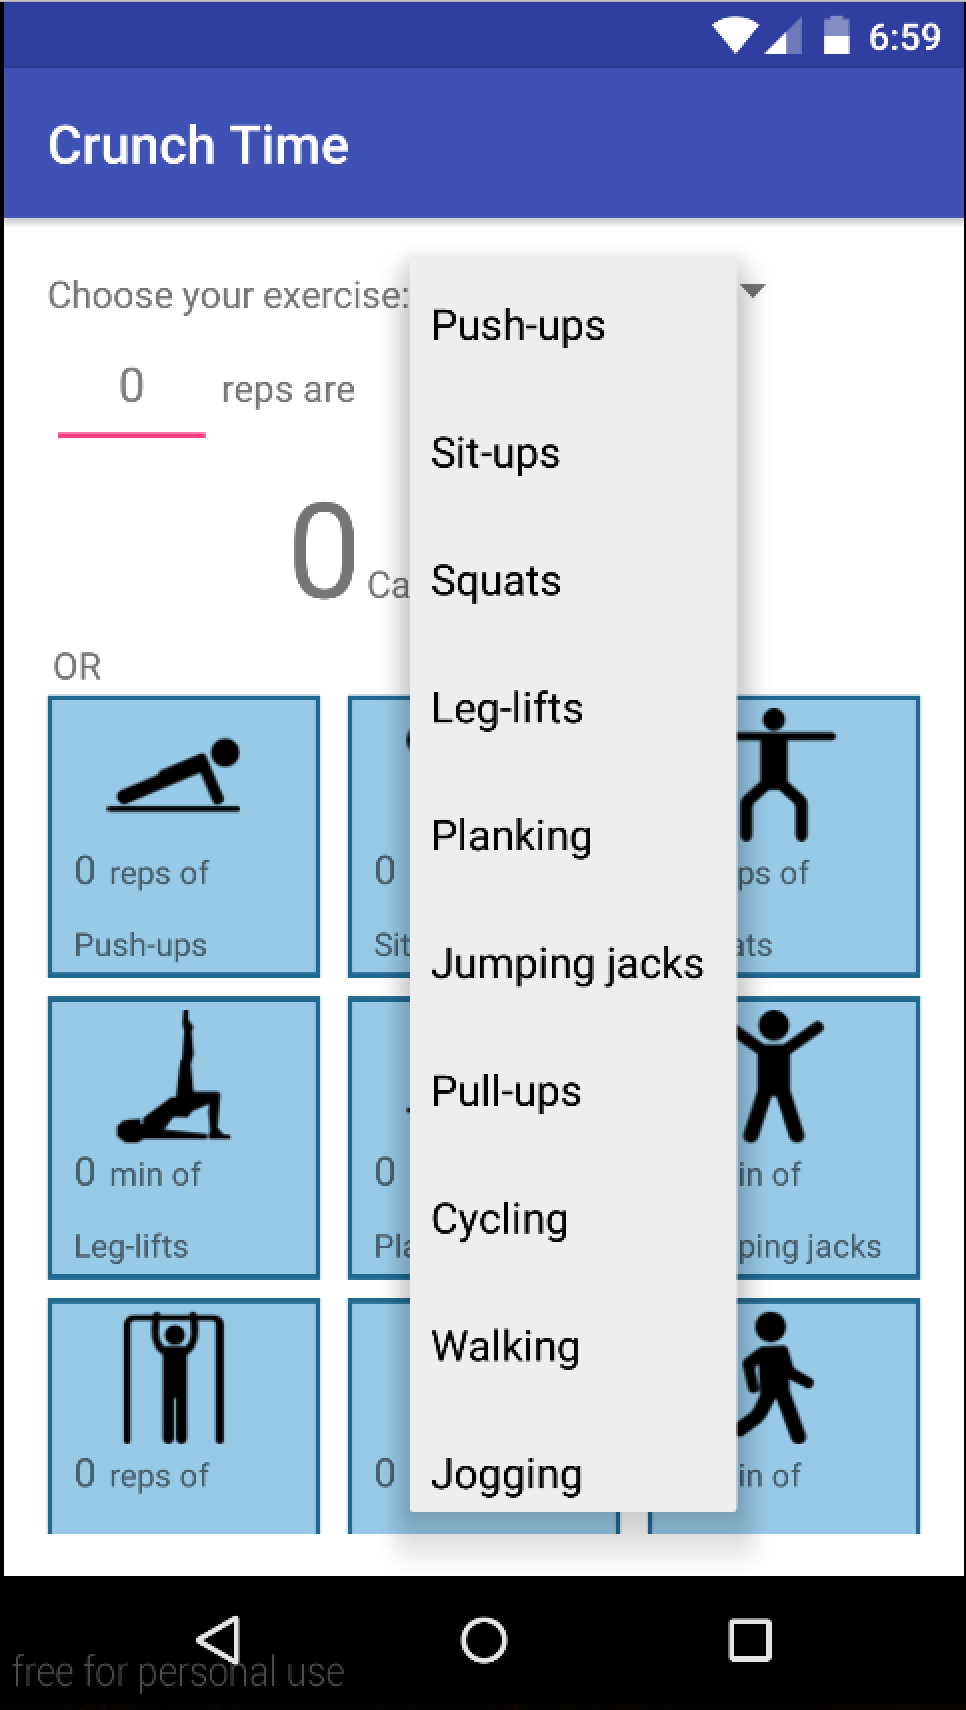 6:59
Crunch Time
Choose your exercise:
0 reps are
0 Ca
OR
Push-ups
Sit-ups
Squats
Leg-lifts
Planking
Jumping jacks
Pull-ups
Cycling
Walking
Jogging
0 reps of
Push-ups
0
Sit
ps of
ats
0 min of
Leg-lifts
0
Pla
in of
ping jacks
0 reps of
0
in of
free for personal use